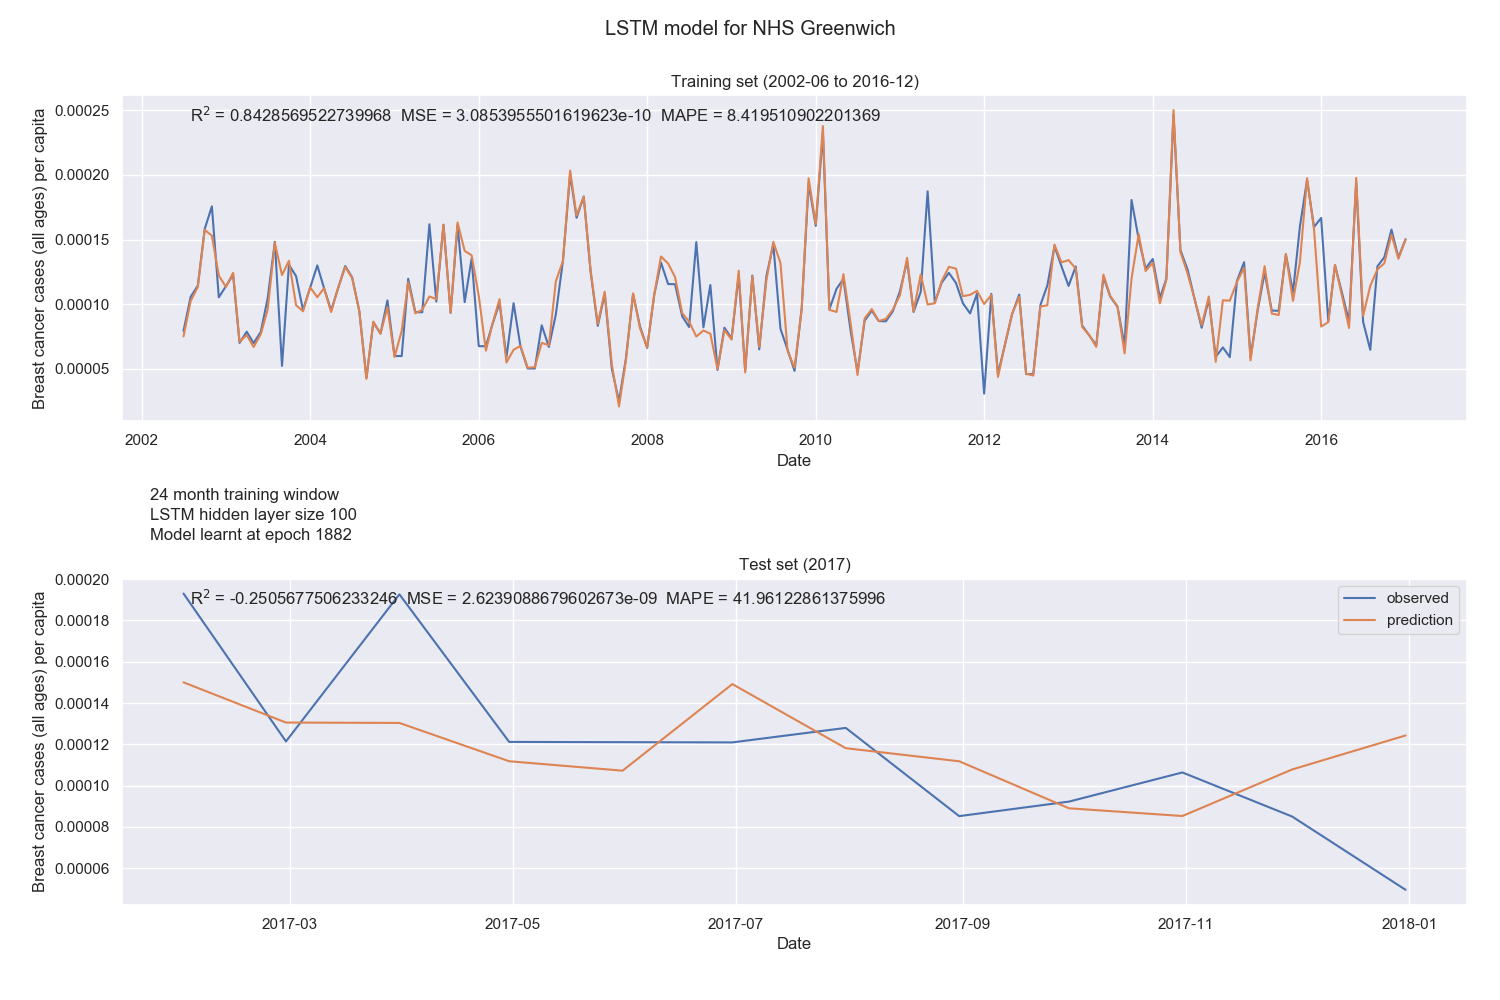 LSTM model for NHS Greenwich
Training set (2002-06 to 2016-12)
R² = 0.8428569522739968 MSE = 3.0853955501619623e-10 MAPE = 8.419510902201369
Breast cancer cases (all ages) per capita
0.00025
0.00020
0.00015
0.00010
0.00005
2002 2004 2006 2008 2010 2012 2014 2016
Date
24 month training window
LSTM hidden layer size 100
Model learnt at epoch 1882
Test set (2017)
R² = -0.2505677506233246 MSE = 2.6239088679602673e-09 MAPE = 41.96122861375996
observed
prediction
Breast cancer cases (all ages) per capita
0.00020
0.00018
0.00016
0.00014
0.00012
0.00010
0.00008
0.00006
2017-03 2017-05 2017-07 2017-09 2017-11 2018-01
Date